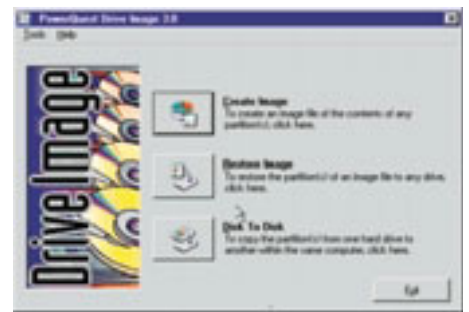 PowerQuest Drive Image 3.0
Tools Help
Drive Image
Create Image
To create an image file of the contents of any
partition(s), click here.
Restore Image
To restore the partition(s) of an image file to any drive,
click here.
Disk To Disk
To copy the partition(s) from one hard drive to
another within the same computer, click here.
Exit